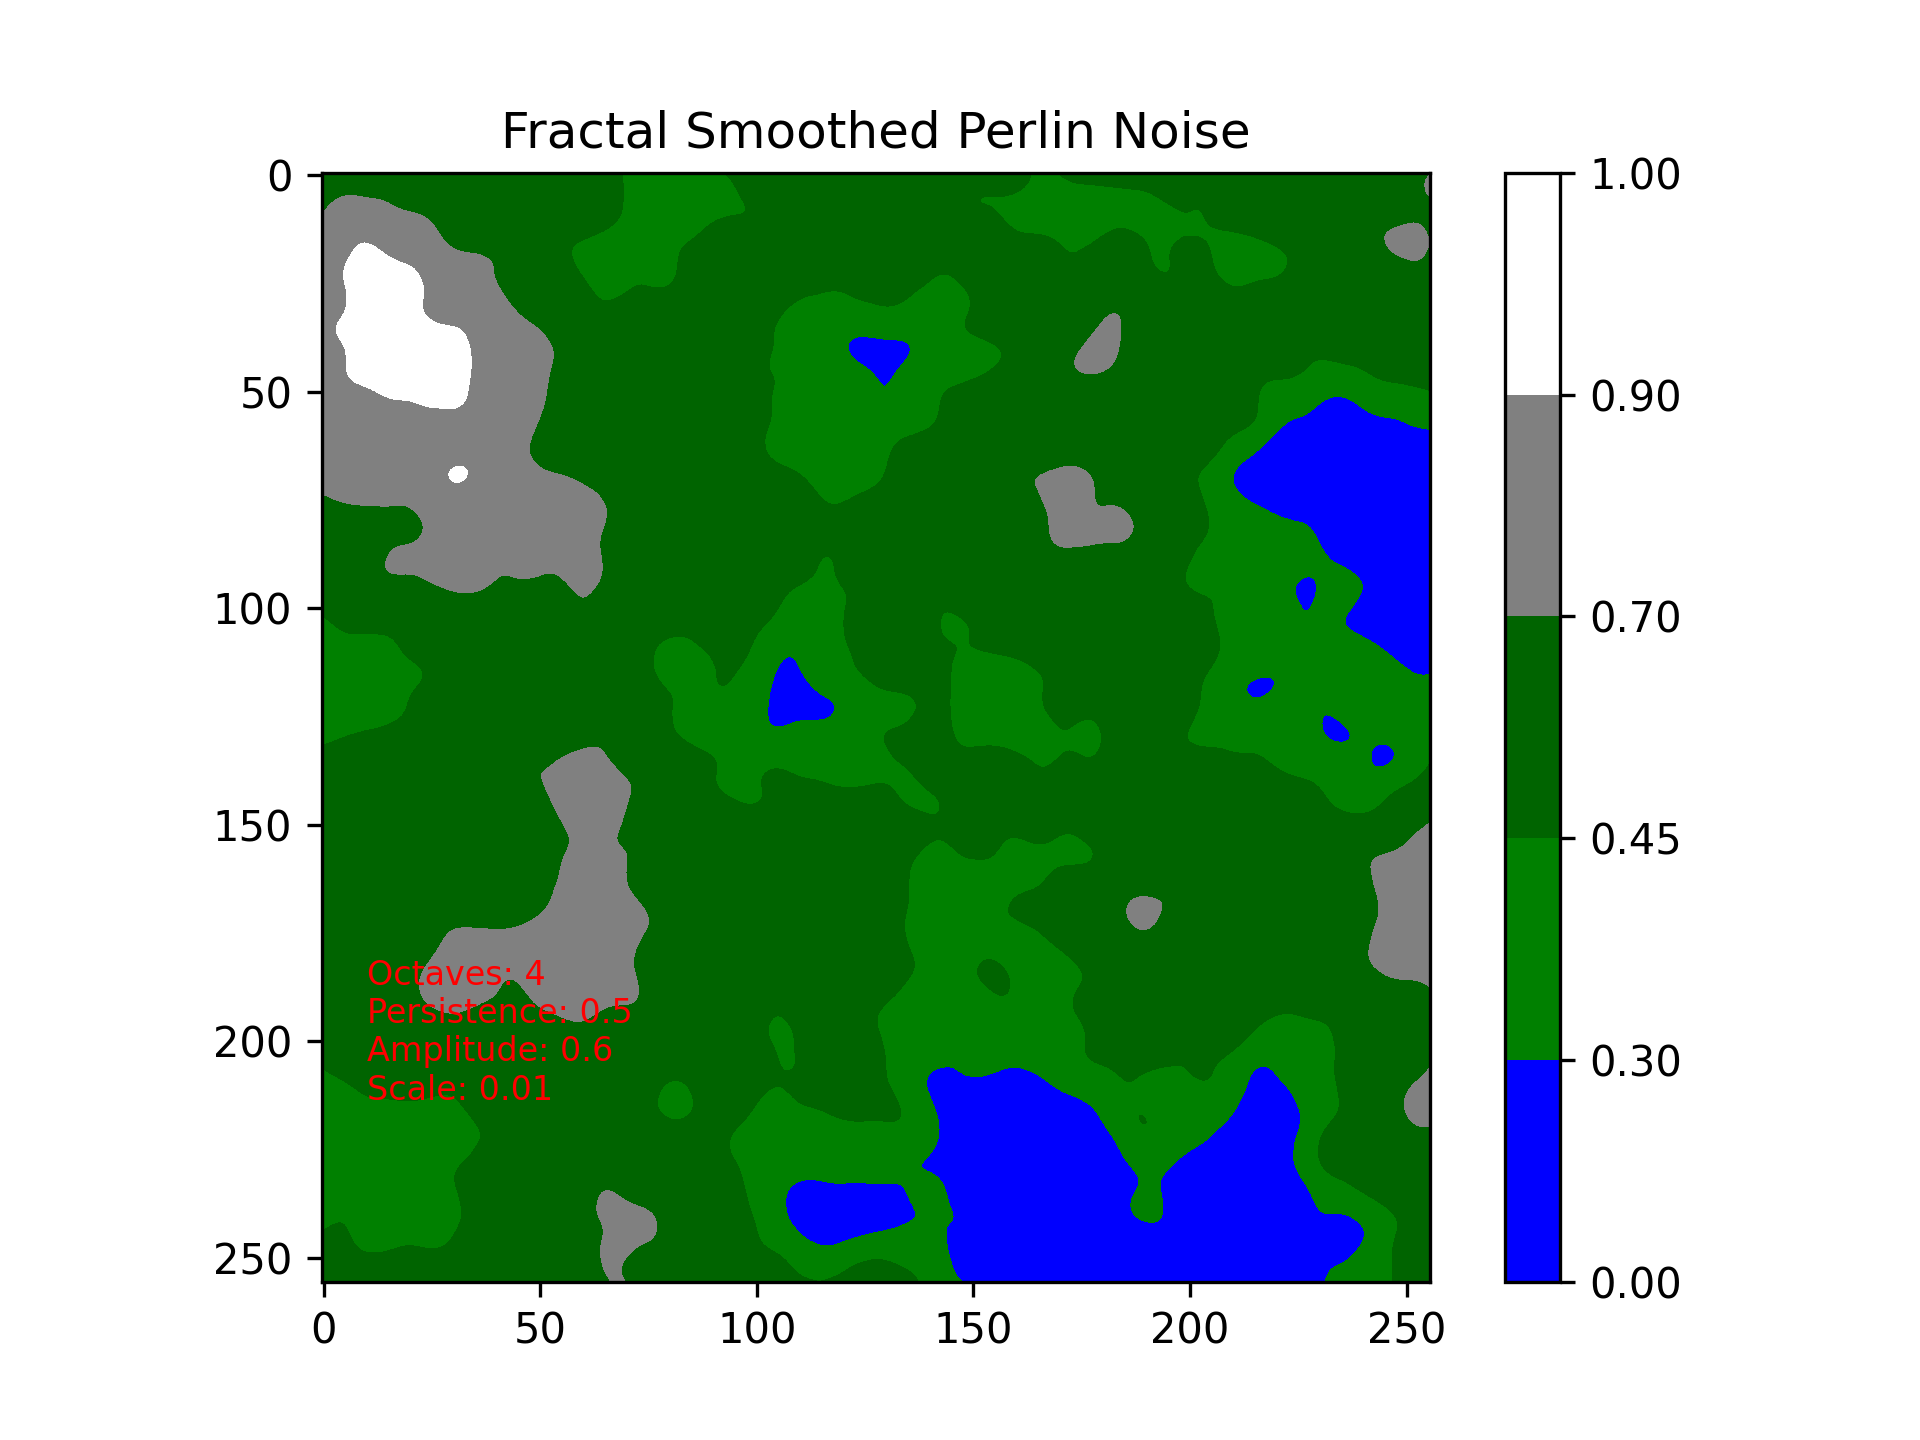 Fractal Smoothed Perlin Noise
0
50
100
150
200
250
Octaves: 4
Persistence: 0.5
Amplitude: 0.6
Scale: 0.01
0 50 100 150 200 250
1.00
0.90
0.70
0.45
0.30
0.00